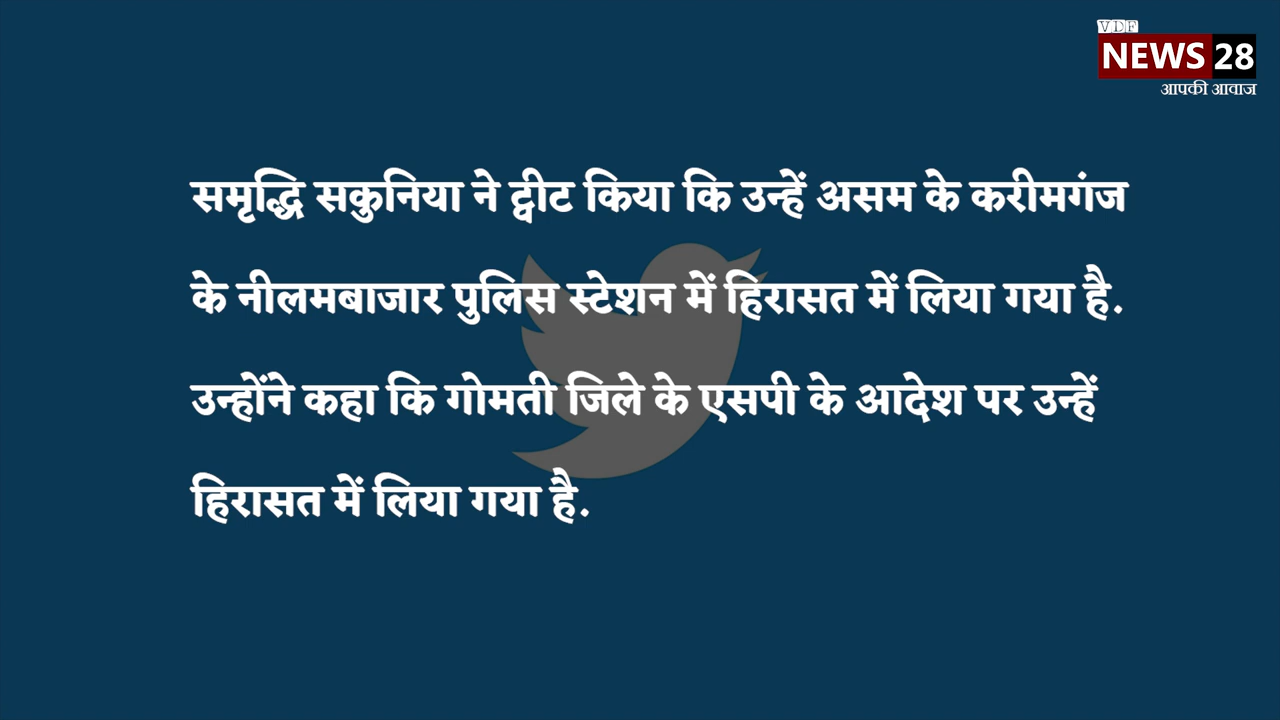 VDF
NEWS 28
आपकी आवाज
समृद्धि सकुनिया ने ट्वीट किया कि उन्हें असम के करीमगंज
के नीलमबाजार पुलिस स्टेशन में हिरासत में लिया गया है.
उन्होंने कहा कि गोमती जिले के एसपी के आदेश पर उन्हें
हिरासत में लिया गया है.